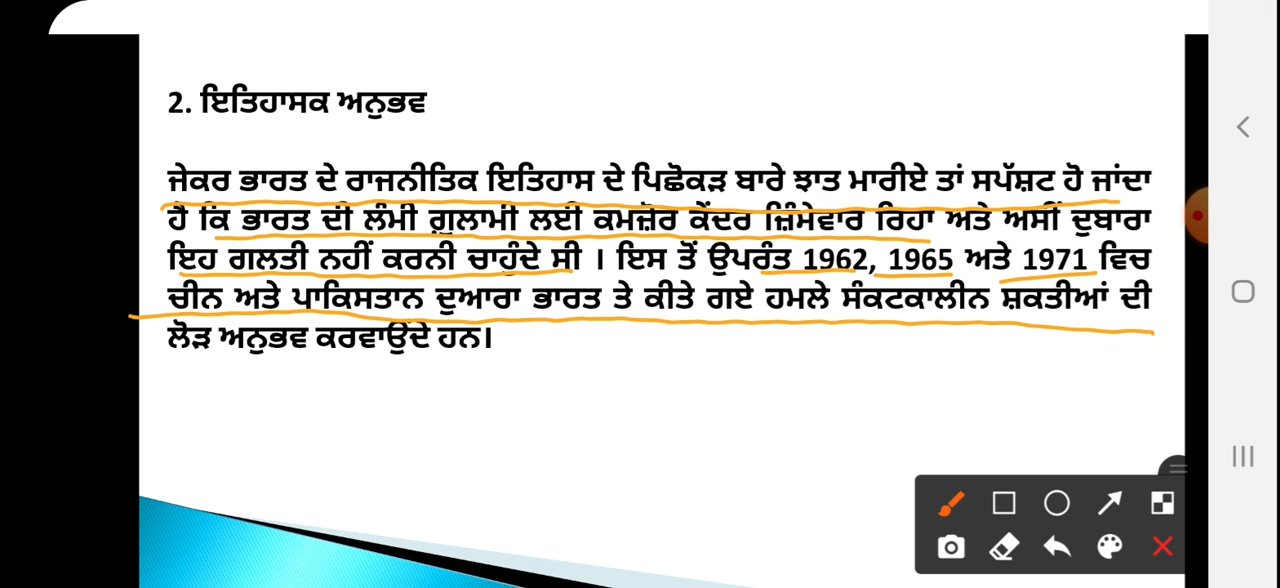 2. ਇਤਿਹਾਸਕ ਅਨੁਭਵ
ਜੇਕਰ ਭਾਰਤ ਦੇ ਰਾਜਨੀਤਿਕ ਇਤਿਹਾਸ ਦੇ ਪਿਛੋਕੜ ਬਾਰੇ ਝਾਤ ਮਾਰੀਏ ਤਾਂ ਸਪੱਸ਼ਟ ਹੋ ਜਾਂਦਾ
ਹੈ ਕਿ ਭਾਰਤ ਦੀ ਲੰਮੀ ਗੁਲਾਮੀ ਲਈ ਕਮਜ਼ੋਰ ਕੇਂਦਰ ਜ਼ਿੰਮੇਵਾਰ ਰਿਹਾ ਅਤੇ ਅਸੀਂ ਦੁਬਾਰਾ
ਇਹ ਗਲਤੀ ਨਹੀਂ ਕਰਨੀ ਚਾਹੁੰਦੇ ਸੀ । ਇਸ ਤੋਂ ਉਪਰੰਤ 1962, 1965 ਅਤੇ 1971 ਵਿਚ
ਚੀਨ ਅਤੇ ਪਾਕਿਸਤਾਨ ਦੁਆਰਾ ਭਾਰਤ ਤੇ ਕੀਤੇ ਗਏ ਹਮਲੇ ਸੰਕਟਕਾਲੀਨ ਸ਼ਕਤੀਆਂ ਦੀ
ਲੋੜ ਅਨੁਭਵ ਕਰਵਾਉਂਦੇ ਹਨ।